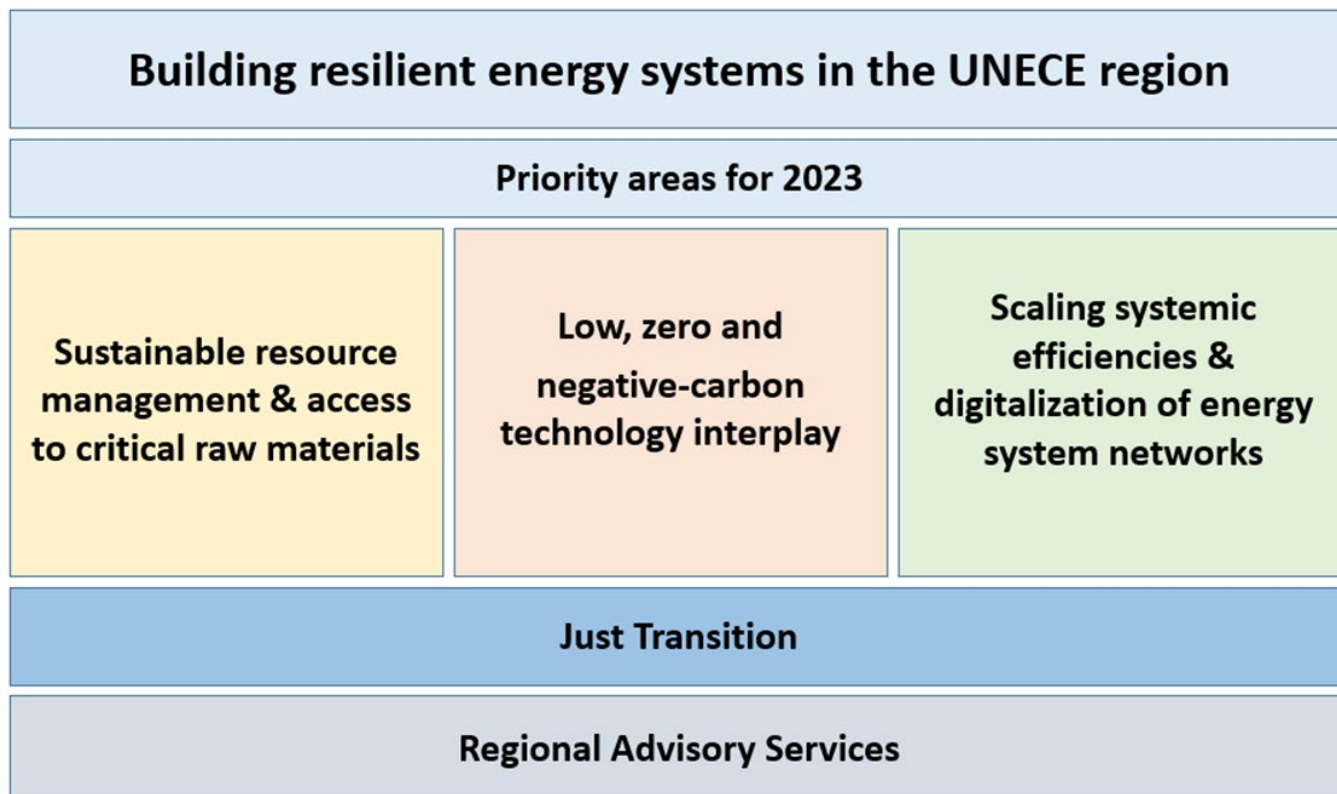 Building resilient energy systems in the UNECE region
Priority areas for 2023
Sustainable resource
management & access
to critical raw materials
Low, zero and
negative-carbon
technology interplay
Scaling systemic
efficiencies &
digitalization of energy
system networks
Just Transition
Regional Advisory Services